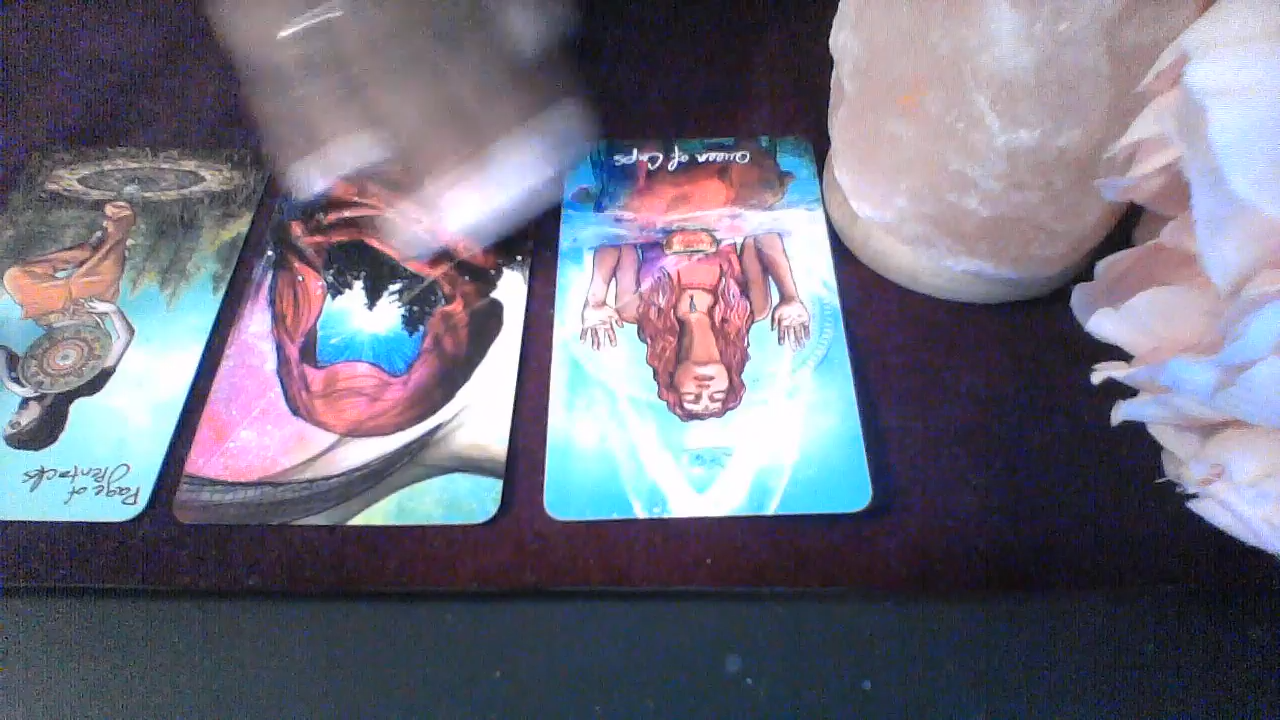 Page of
Pentacles
Queen of Cups